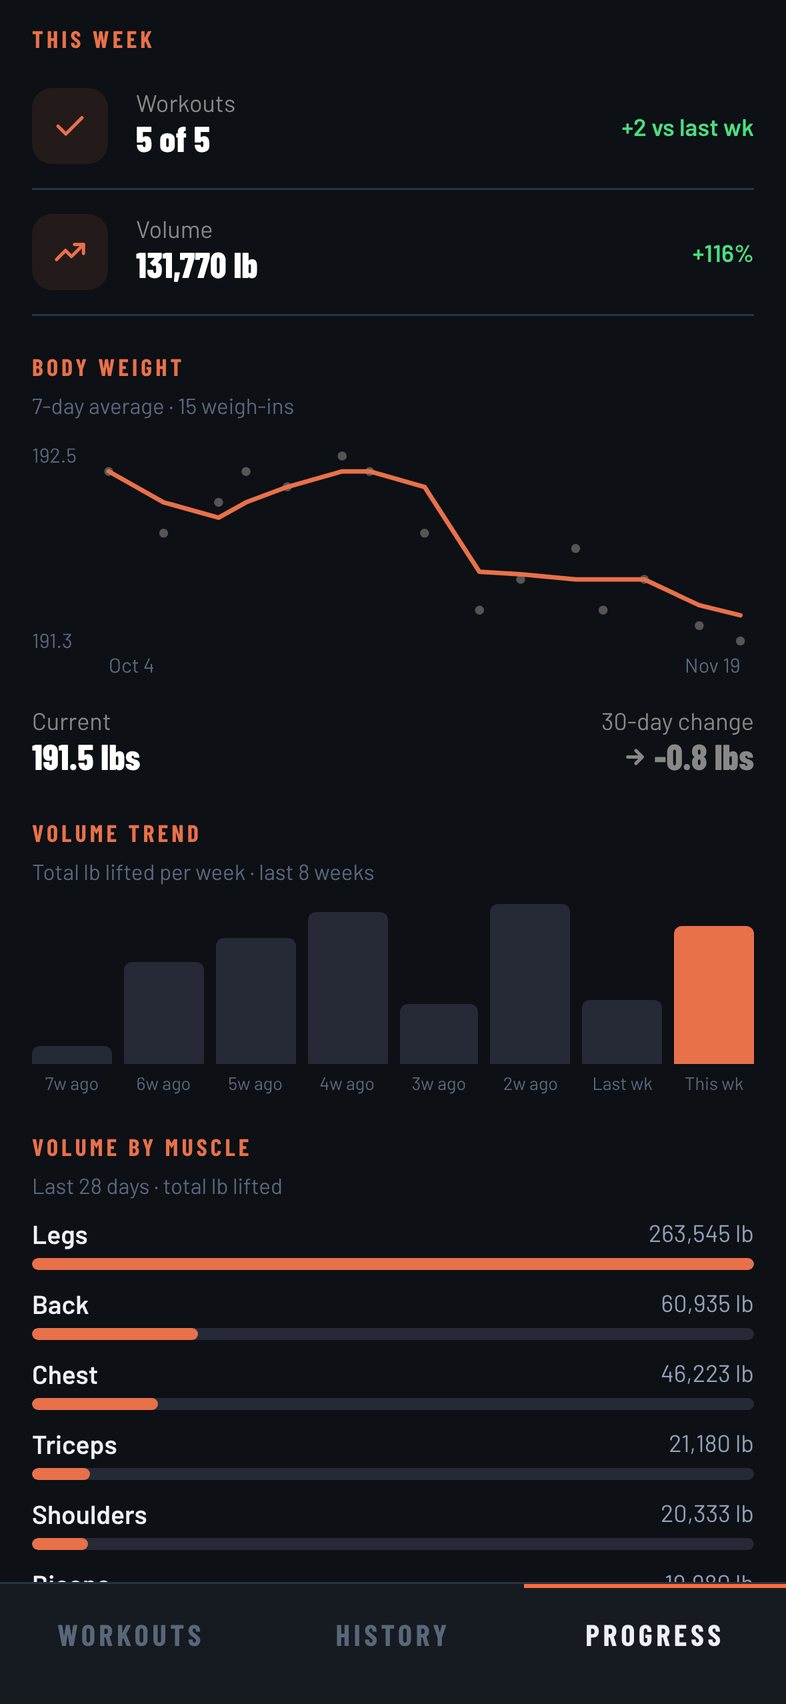 THIS WEEK
Workouts
5 of 5
+2 vs last wk
Volume
131,770 lb
+116%
BODY WEIGHT
7-day average · 15 weigh-ins
192.5
191.3
Oct 4
Nov 19
Current
30-day change
191.5 lbs
→ -0.8 lbs
VOLUME TREND
Total lb lifted per week · last 8 weeks
7w ago
6w ago
5w ago
4w ago
3w ago
2w ago
Last wk
This wk
VOLUME BY MUSCLE
Last 28 days · total lb lifted
Legs
263,545 lb
Back
60,935 lb
Chest
46,223 lb
Triceps
21,180 lb
Shoulders
20,333 lb
WORKOUTS
HISTORY
PROGRESS